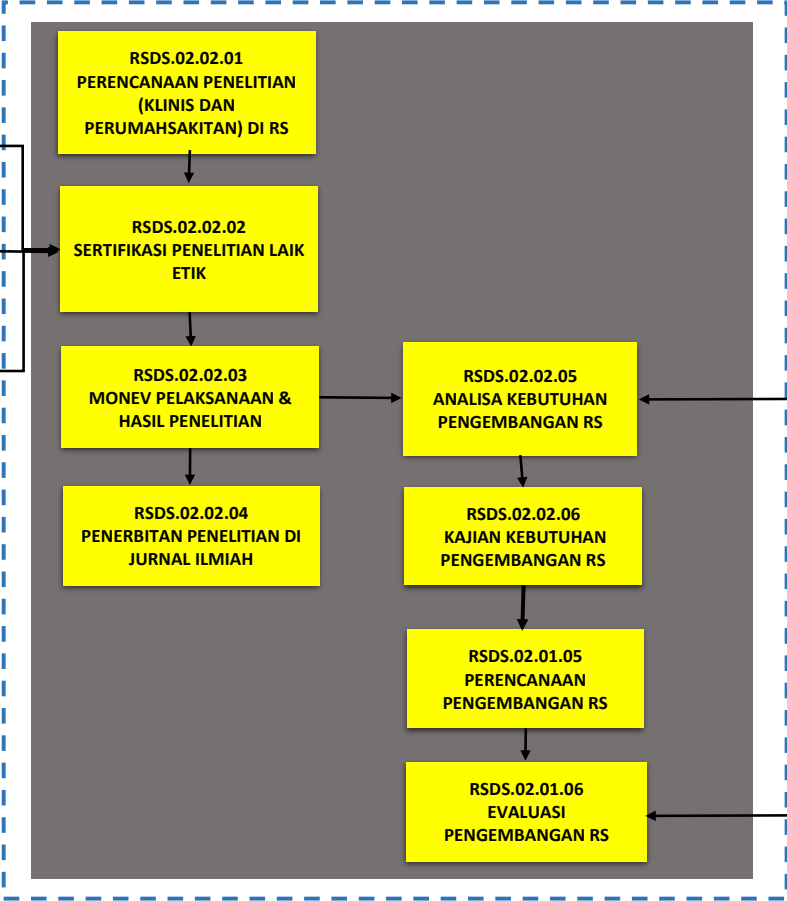 RSDS.02.02.01
PERENCANAAN PENELITIAN
(KLINIS DAN
PERUMAHSAKITAN) DI RS
RSDS.02.02.02
SERTIFIKASI PENELITIAN LAIK
ETIK
RSDS.02.02.03
MONEV PELAKSANAAN &
HASIL PENELITIAN
RSDS.02.02.04
PENERBITAN PENELITIAN DI
JURNAL ILMIAH
RSDS.02.02.05
ANALISA KEBUTUHAN
PENGEMBANGAN RS
RSDS.02.02.06
KAJIAN KEBUTUHAN
PENGEMBANGAN RS
RSDS.02.01.05
PERENCANAAN
PENGEMBANGAN RS
RSDS.02.01.06
EVALUASI
PENGEMBANGAN RS